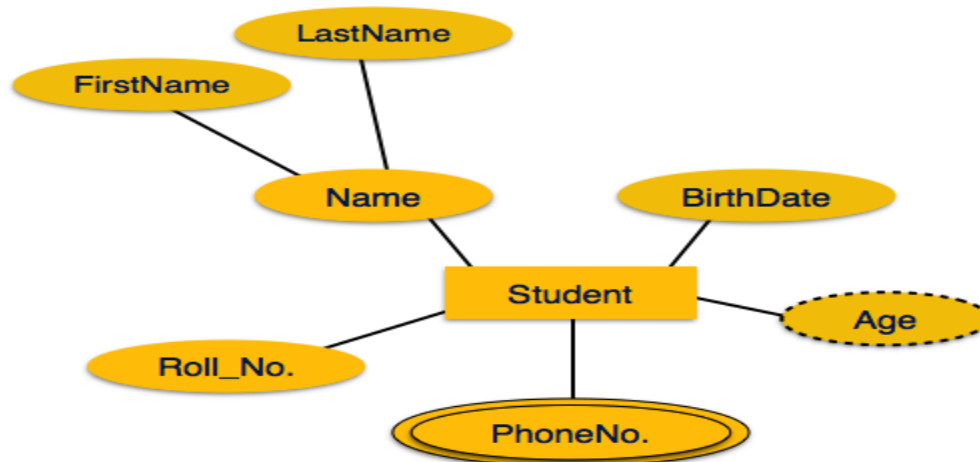 LastName
FirstName
Name
BirthDate
Student
Age
Roll_No.
PhoneNo.